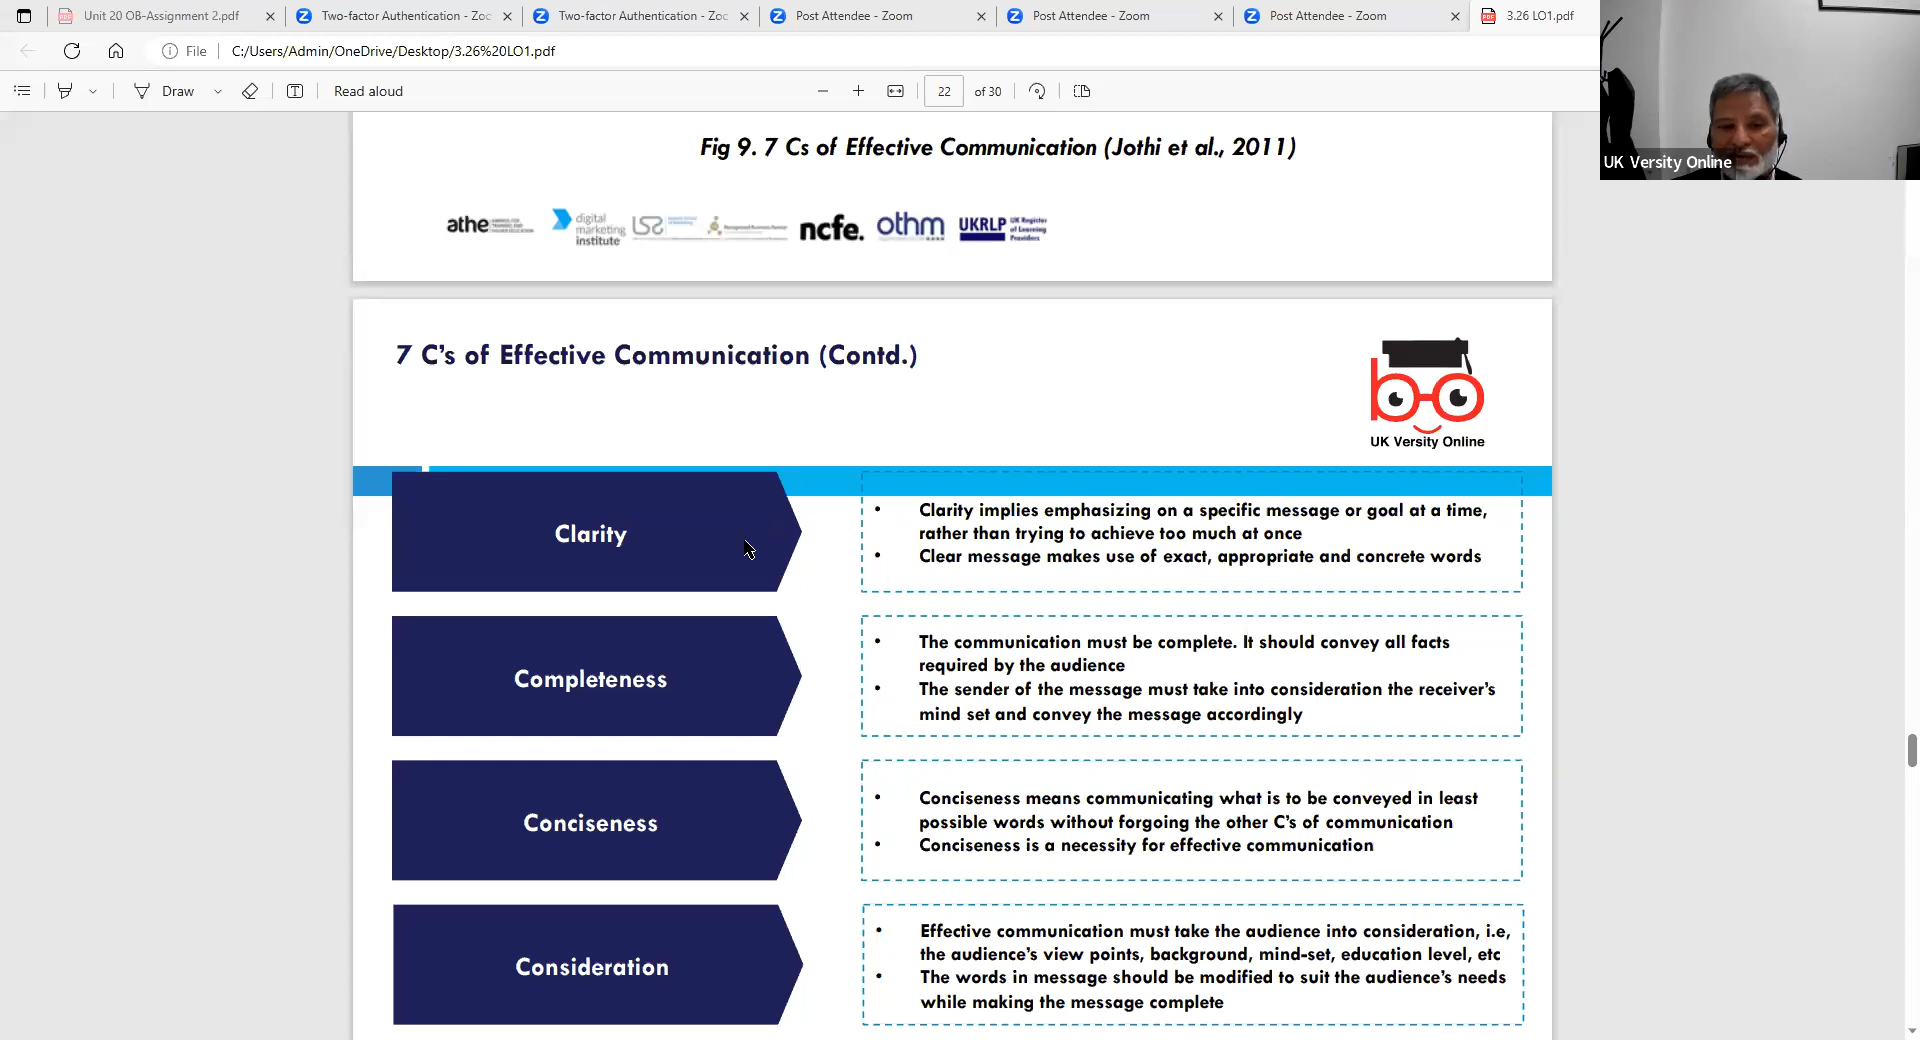 Unit 20 OB-Assignment 2.pdf
Two-factor Authentication - Zoc
Two-factor Authentication - Zoc
Post Attendee - Zoom
Post Attendee - Zoom
Post Attendee - Zoom
3.26 LO1.pdf
File
C:/Users/Admin/OneDrive/Desktop/3.26%20LO1.pdf
Draw
Read aloud
22
of 30
UK Versity Online
Fig 9. 7 Cs of Effective Communication (Jothi et al., 2011)
athe
digital
marketing
institute
ncfe.
othm
UKRLP
UK Register
of Learning
Providers
7 C's of Effective Communication (Contd.)
UK Versity Online
Clarity
• Clarity implies emphasizing on a specific message or goal at a time,
rather than trying to achieve too much at once
• Clear message makes use of exact, appropriate and concrete words
Completeness
• The communication must be complete. It should convey all facts
required by the audience
• The sender of the message must take into consideration the receiver's
mind set and convey the message accordingly
Conciseness
• Conciseness means communicating what is to be conveyed in least
possible words without forgoing the other C's of communication
• Conciseness is a necessity for effective communication
Consideration
• Effective communication must take the audience into consideration, i.e,
the audience's view points, background, mind-set, education level, etc
• The words in message should be modified to suit the audience's needs
while making the message complete